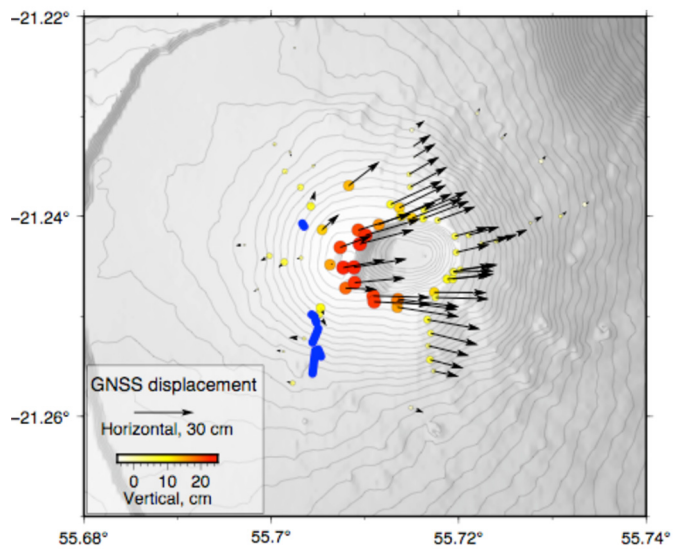 −21.22°
−21.24°
−21.26°
GNSS displacement
Horizontal, 30 cm
0 10 20
Vertical, cm
55.68° 55.7° 55.72° 55.74°